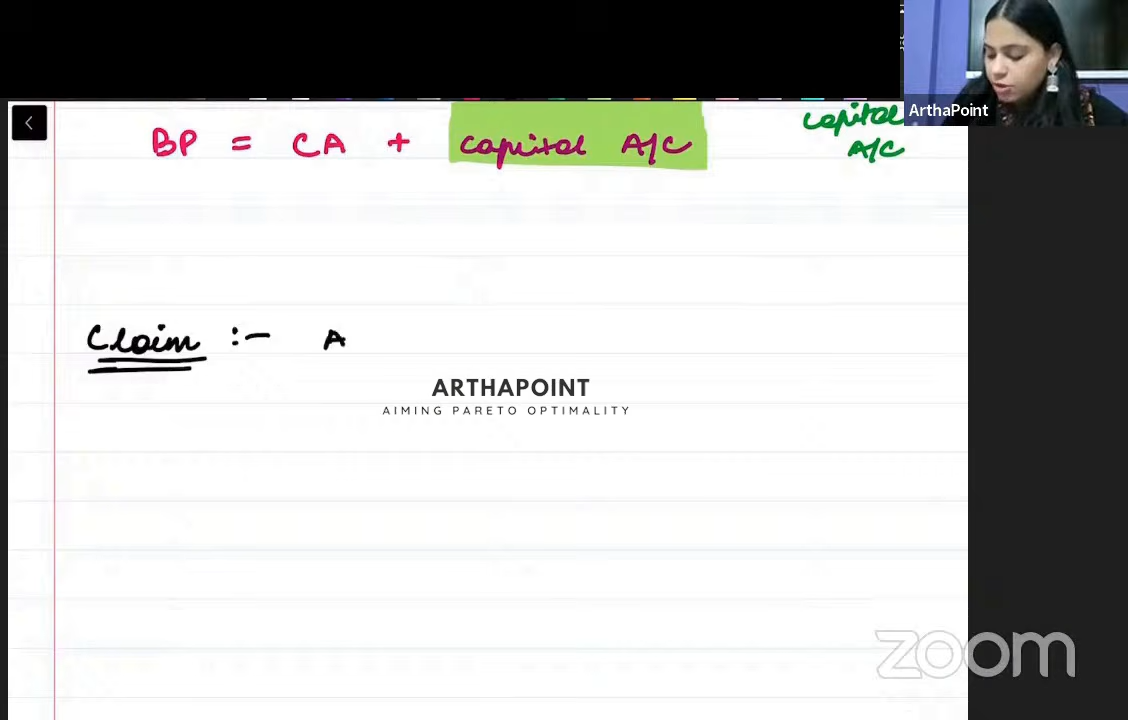 ArthaPoint
BP = CA + Capital A/C
Capital
A/C
Claim :- A
ARTHAPOINT
AIMING PARETO OPTIMALITY
zoom